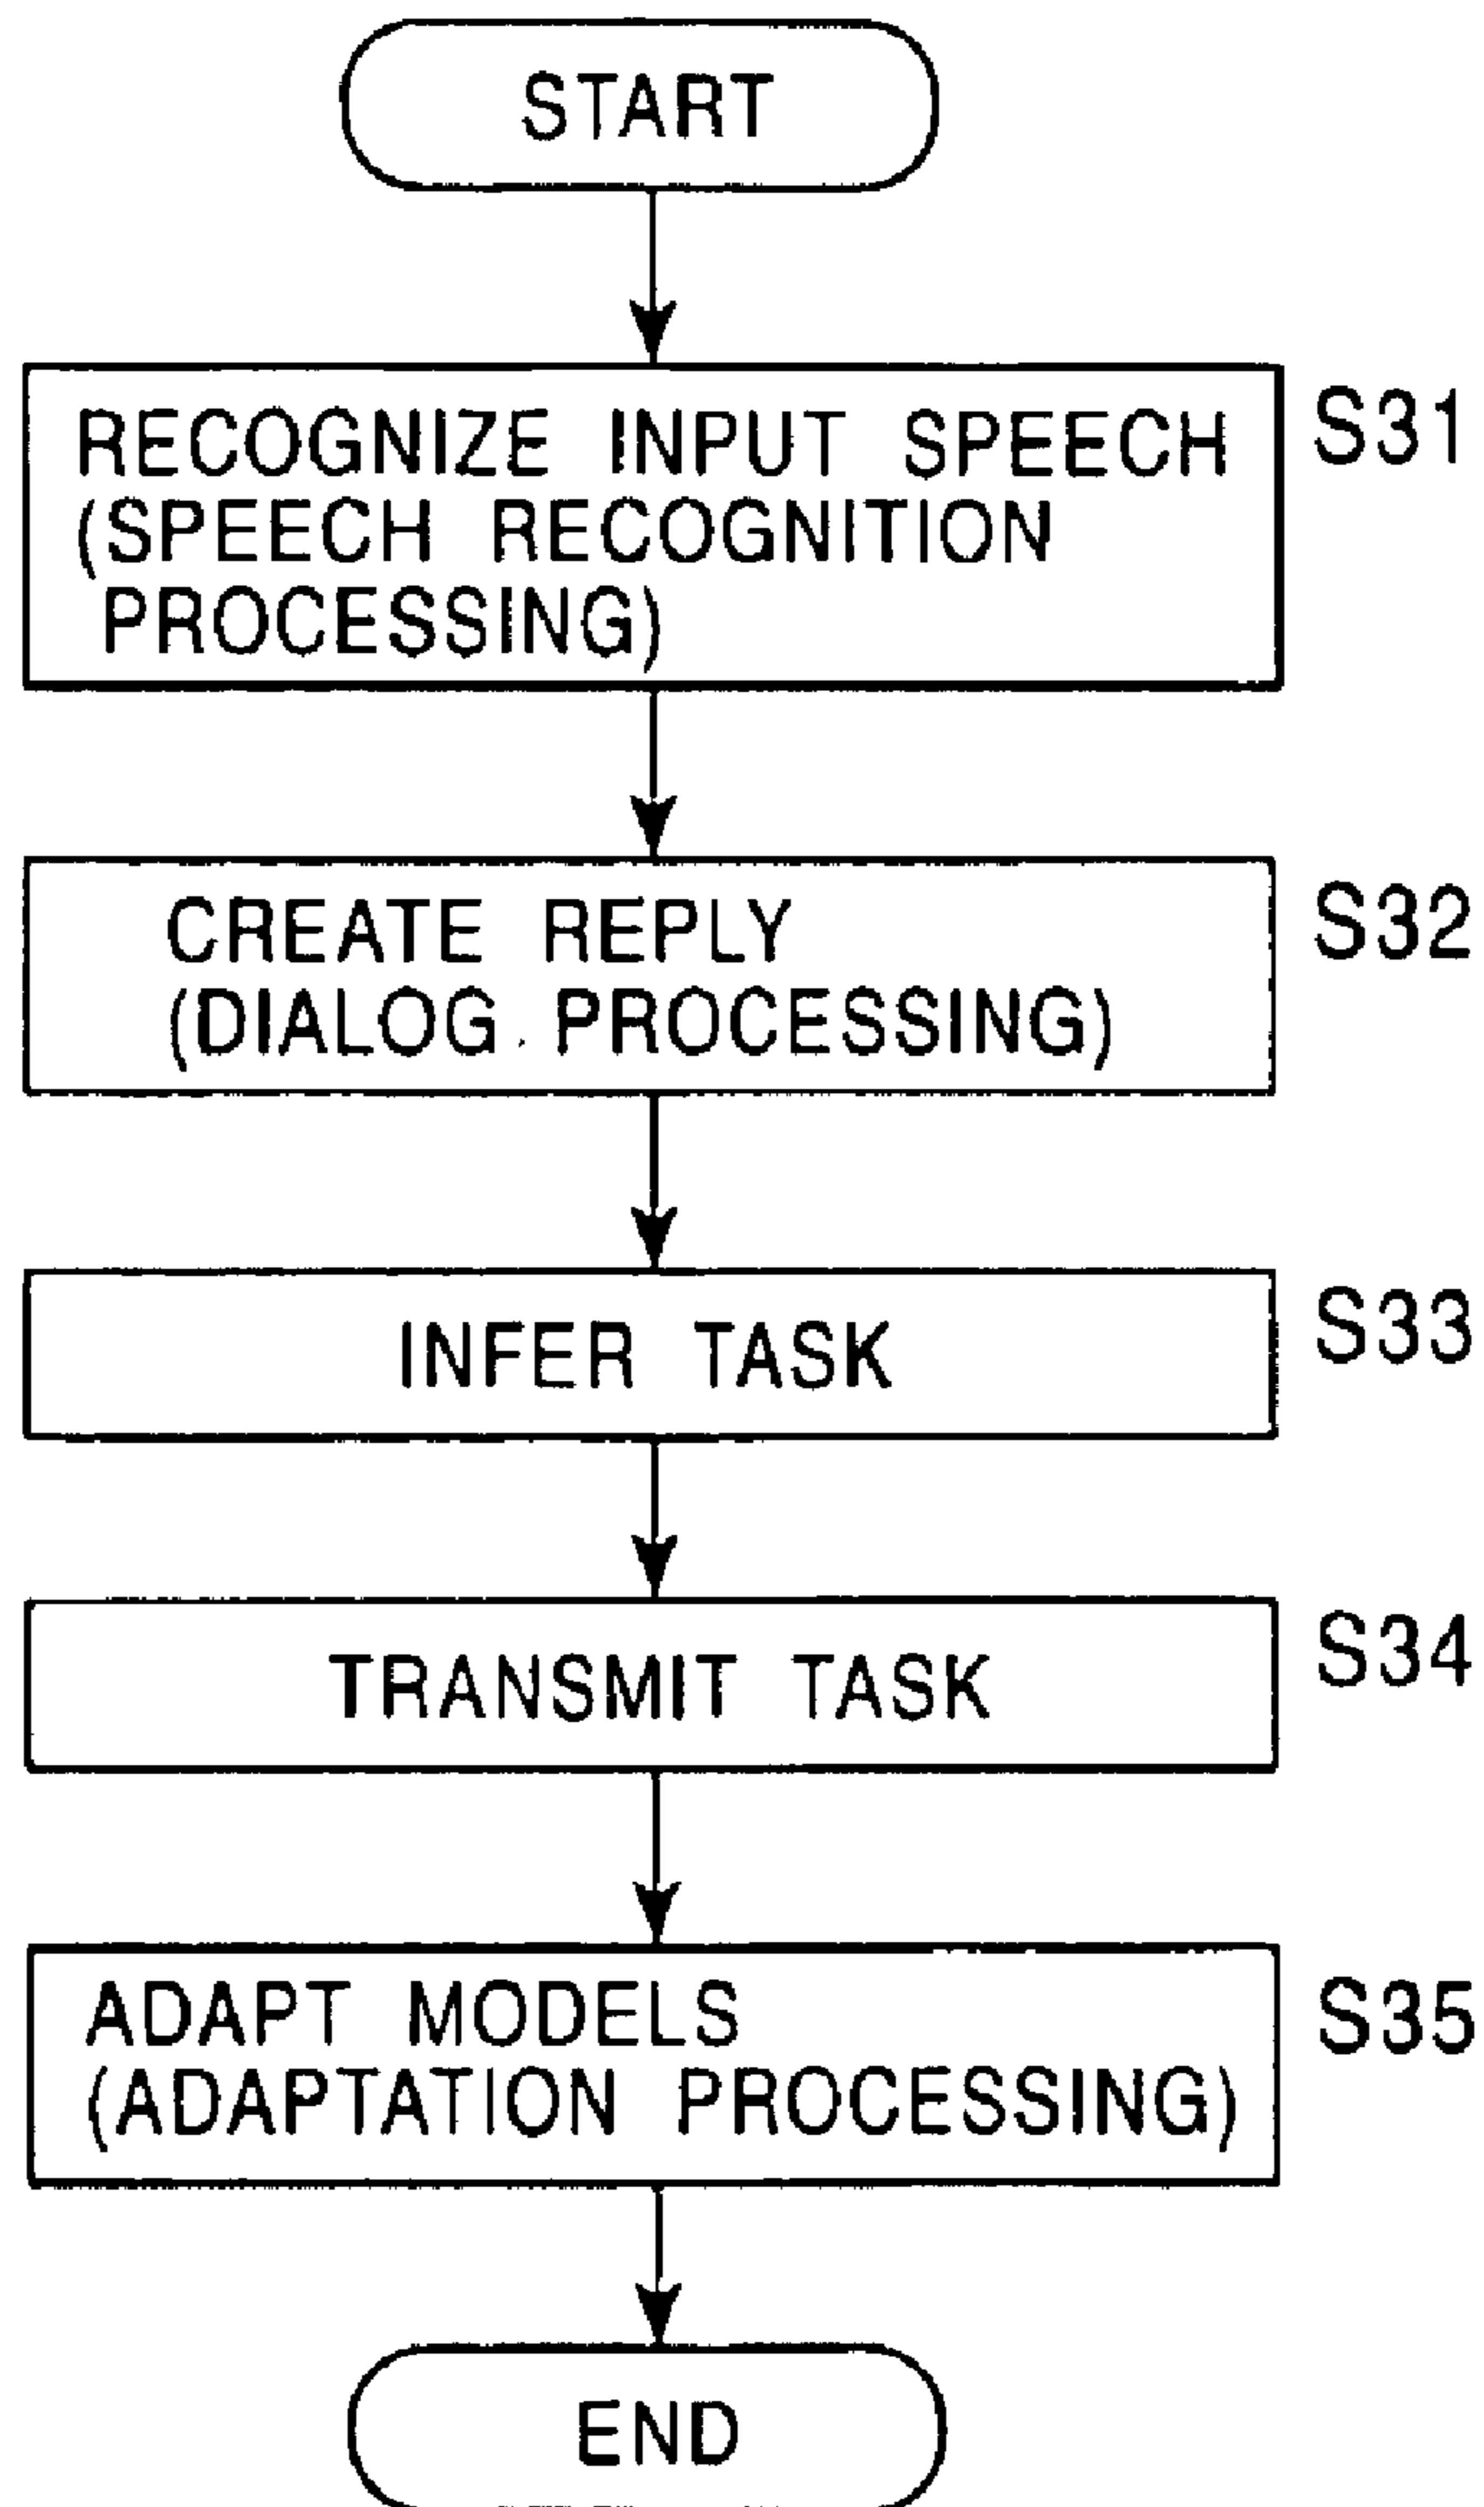 START
RECOGNIZE INPUT SPEECH S31
(SPEECH RECOGNITION
PROCESSING)
CREATE REPLY S32
(DIALOG PROCESSING)
INFER TASK S33
TRANSMIT TASK S34
ADAPT MODELS S35
(ADAPTATION PROCESSING)
END